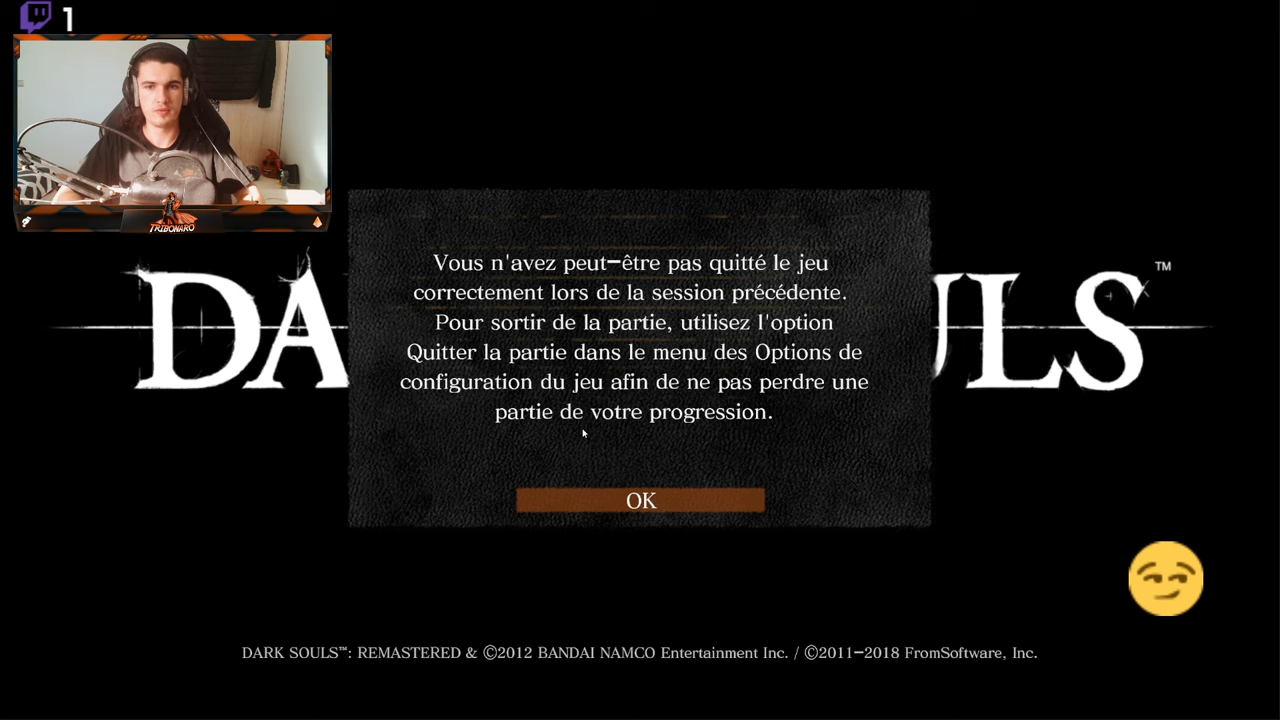 1
TRIBONARO
Vous n'avez peut-être pas quitté le jeu
correctement lors de la session précédente.
Pour sortir de la partie, utilisez l'option
Quitter la partie dans le menu des Options de
configuration du jeu afin de ne pas perdre une
partie de votre progression.
OK
DA ULS™
DARK SOULS™: REMASTERED & ©2012 BANDAI NAMCO Entertainment Inc. / ©2011-2018 FromSoftware, Inc.